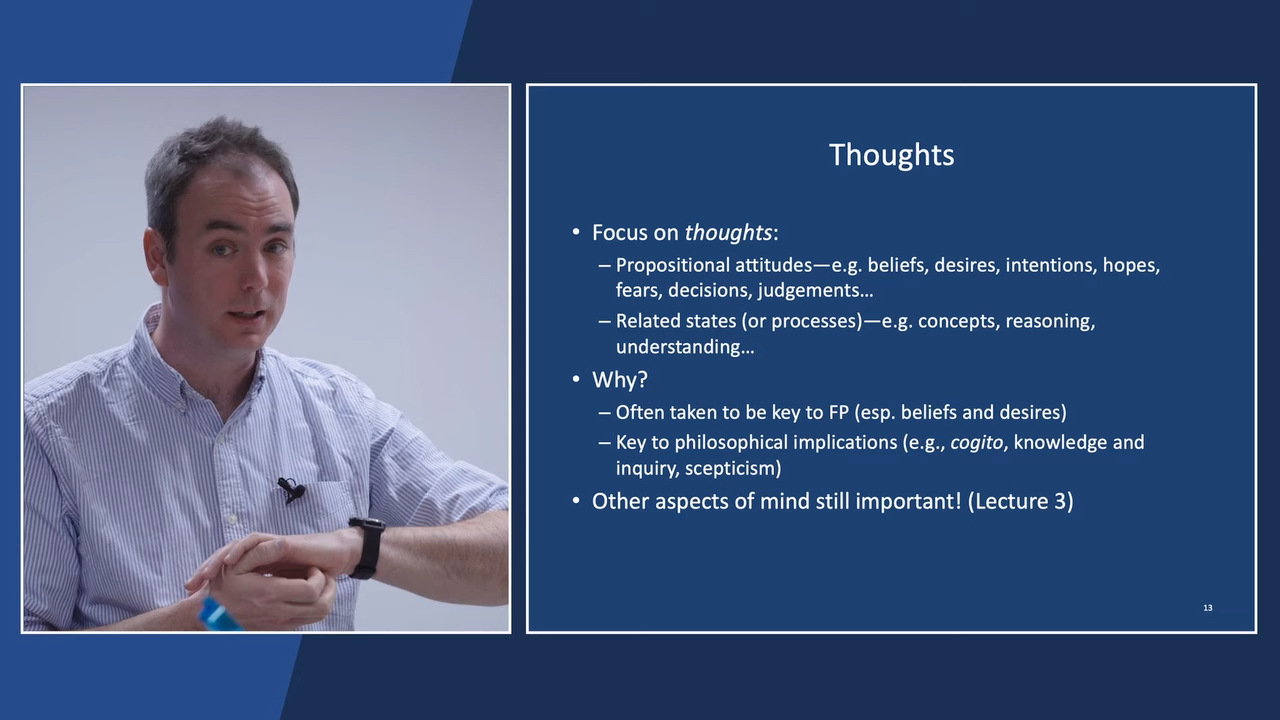 Thoughts
• Focus on thoughts:
– Propositional attitudes—e.g. beliefs, desires, intentions, hopes,
fears, decisions, judgements…
– Related states (or processes)—e.g. concepts, reasoning,
understanding…
• Why?
– Often taken to be key to FP (esp. beliefs and desires)
– Key to philosophical implications (e.g., cogito, knowledge and
inquiry, scepticism)
• Other aspects of mind still important! (Lecture 3)
13